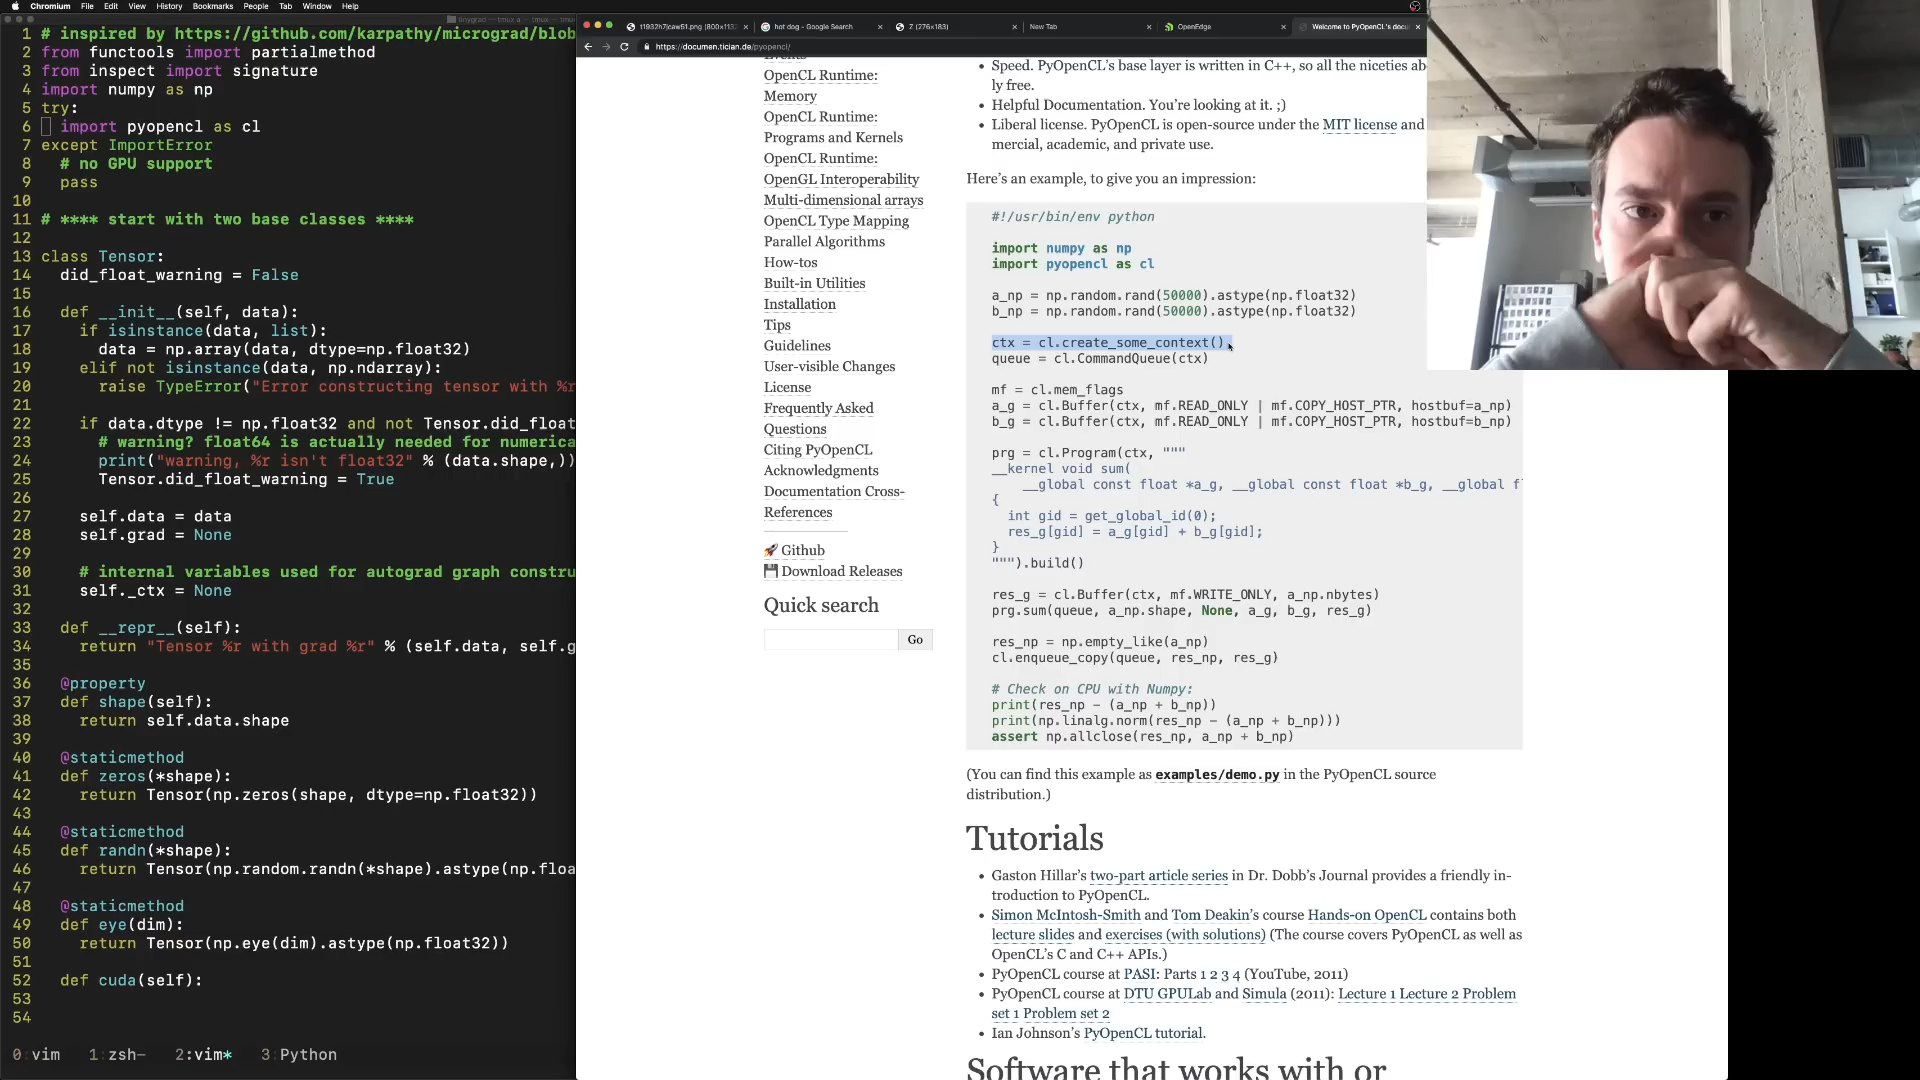 Chromium File Edit View History Bookmarks People Tab Window Help
tinygrad — tmux a — tmux — tmu
1 # inspired by https://github.com/karpathy/micrograd/blob
2 from functools import partialmethod
3 from inspect import signature
4 import numpy as np
5 try:
6 import pyopencl as cl
7 except ImportError
8 # no GPU support
9 pass
10
11 # **** start with two base classes ****
12
13 class Tensor:
14 did_float_warning = False
15
16 def __init__(self, data):
17 if isinstance(data, list):
18 data = np.array(data, dtype=np.float32)
19 elif not isinstance(data, np.ndarray):
20 raise TypeError("Error constructing tensor with %r
21
22 if data.dtype != np.float32 and not Tensor.did_float
23 # warning? float64 is actually needed for numerica
24 print("warning, %r isn't float32" % (data.shape,))
25 Tensor.did_float_warning = True
26
27 self.data = data
28 self.grad = None
29
30 # internal variables used for autograd graph constru
31 self._ctx = None
32
33 def __repr__(self):
34 return "Tensor %r with grad %r" % (self.data, self.g
35
36 @property
37 def shape(self):
38 return self.data.shape
39
40 @staticmethod
41 def zeros(*shape):
42 return Tensor(np.zeros(shape, dtype=np.float32))
43
44 @staticmethod
45 def randn(*shape):
46 return Tensor(np.random.randn(*shape).astype(np.floa
47
48 @staticmethod
49 def eye(dim):
50 return Tensor(np.eye(dim).astype(np.float32))
51
52 def cuda(self):
53
54
0 vim 1:zsh- 2:vim* 3 Python
t1932h7jcaw51.png (800×113 hot dog - Google Search Z (276×183) New Tab OpenEdge Welcome to PyOpenCL's docu
https://documen.tician.de/pyopencl/
OpenCL Runtime:
Memory
OpenCL Runtime:
Programs and Kernels
OpenCL Runtime:
OpenGL Interoperability
Multi-dimensional arrays
OpenCL Type Mapping
Parallel Algorithms
How-tos
Built-in Utilities
Installation
Tips
Guidelines
User-visible Changes
License
Frequently Asked
Questions
Citing PyOpenCL
Acknowledgments
Documentation Cross-
References
🚀 Github
💾 Download Releases
Quick search
Go
• Speed. PyOpenCL’s base layer is written in C++, so all the niceties ab
ly free.
• Helpful Documentation. You’re looking at it. ;)
• Liberal license. PyOpenCL is open-source under the MIT license and
mercial, academic, and private use.
Here’s an example, to give you an impression:
#!/usr/bin/env python
import numpy as np
import pyopencl as cl
a_np = np.random.rand(50000).astype(np.float32)
b_np = np.random.rand(50000).astype(np.float32)
ctx = cl.create_some_context()
queue = cl.CommandQueue(ctx)
mf = cl.mem_flags
a_g = cl.Buffer(ctx, mf.READ_ONLY | mf.COPY_HOST_PTR, hostbuf=a_np)
b_g = cl.Buffer(ctx, mf.READ_ONLY | mf.COPY_HOST_PTR, hostbuf=b_np)
prg = cl.Program(ctx, """
__kernel void sum(
__global const float *a_g, __global const float *b_g, __global f
{
int gid = get_global_id(0);
res_g[gid] = a_g[gid] + b_g[gid];
}
""").build()
res_g = cl.Buffer(ctx, mf.WRITE_ONLY, a_np.nbytes)
prg.sum(queue, a_np.shape, None, a_g, b_g, res_g)
res_np = np.empty_like(a_np)
cl.enqueue_copy(queue, res_np, res_g)
# Check on CPU with Numpy:
print(res_np - (a_np + b_np))
print(np.linalg.norm(res_np - (a_np + b_np)))
assert np.allclose(res_np, a_np + b_np)
(You can find this example as examples/demo.py in the PyOpenCL source
distribution.)
Tutorials
• Gaston Hillar’s two-part article series in Dr. Dobb’s Journal provides a friendly in-
troduction to PyOpenCL.
• Simon McIntosh-Smith and Tom Deakin’s course Hands-on OpenCL contains both
lecture slides and exercises (with solutions) (The course covers PyOpenCL as well as
OpenCL’s C and C++ APIs.)
• PyOpenCL course at PASI: Parts 1 2 3 4 (YouTube, 2011)
• PyOpenCL course at DTU GPULab and Simula (2011): Lecture 1 Lecture 2 Problem
set 1 Problem set 2
• Ian Johnson’s PyOpenCL tutorial.
Software that works with or